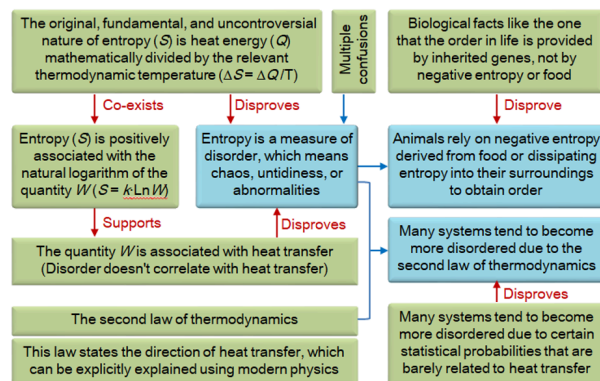 The original, fundamental, and uncontroversial
nature of entropy (S) is heat energy (Q)
mathematically divided by the relevant
thermodynamic temperature (ΔS = ΔQ/T)
Multiple
confusions
Biological facts like the one
that the order in life is provided
by inherited genes, not by
negative entropy or food
Co-exists
Disproves
Disprove
Entropy (S) is positively
associated with the
natural logarithm of the
quantity W (S = k·LnW)
Entropy is a measure of
disorder, which means
chaos, untidiness, or
abnormalities
Animals rely on negative entropy
derived from food or dissipating
entropy into their surroundings
to obtain order
Supports
Disproves
The quantity W is associated with heat transfer
(Disorder doesn't correlate with heat transfer)
Many systems tend to become
more disordered due to the
second law of thermodynamics
Disproves
The second law of thermodynamics
This law states the direction of heat transfer, which
can be explicitly explained using modern physics
Many systems tend to become
more disordered due to certain
statistical probabilities that are
barely related to heat transfer